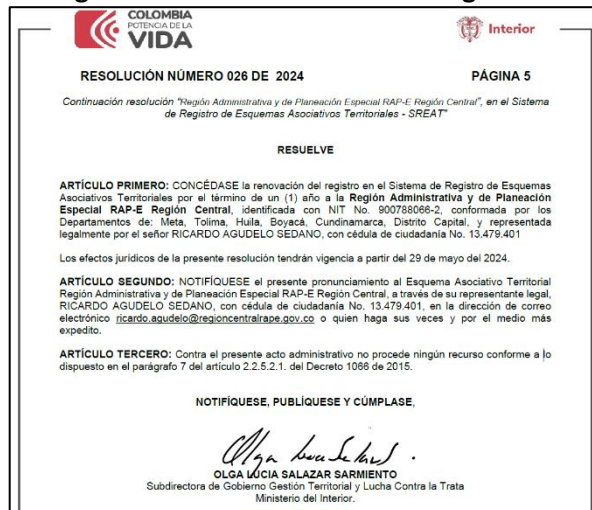 COLOMBIA
POTENCIA DE LA
VIDA
Interior
RESOLUCIÓN NÚMERO 026 DE 2024 PÁGINA 5
Continuación resolución "Región Administrativa y de Planeación Especial RAP-E Región Central", en el Sistema
de Registro de Esquemas Asociativos Territoriales - SREAT"
RESUELVE
ARTÍCULO PRIMERO: CONCÉDASE la renovación del registro en el Sistema de Registro de Esquemas
Asociativos Territoriales por el término de un (1) año a la Región Administrativa y de Planeación
Especial RAP-E Región Central, identificada con NIT No. 900788066-2, conformada por los
Departamentos de: Meta, Tolima, Huila, Boyacá, Cundinamarca, Distrito Capital, y representada
legalmente por el señor RICARDO AGUDELO SEDANO, con cédula de ciudadanía No. 13.479.401
Los efectos jurídicos de la presente resolución tendrán vigencia a partir del 29 de mayo del 2024.
ARTÍCULO SEGUNDO: NOTIFÍQUESE el presente pronunciamiento al Esquema Asociativo Territorial
Región Administrativa y de Planeación Especial RAP-E Región Central, a través de su representante legal,
RICARDO AGUDELO SEDANO, con cédula de ciudadanía No. 13.479.401, en la dirección de correo
electrónico ricardo.agudelo@regioncentralrape.gov.co o quien haga sus veces y por el medio más
expedito.
ARTÍCULO TERCERO: Contra el presente acto administrativo no procede ningún recurso conforme a lo
dispuesto en el parágrafo 7 del artículo 2.2.5.2.1. del Decreto 1066 de 2015.
NOTIFÍQUESE, PUBLÍQUESE Y CÚMPLASE,
OLGA LUCIA SALAZAR SARMIENTO
Subdirectora de Gobierno Gestión Territorial y Lucha Contra la Trata
Ministerio del Interior.